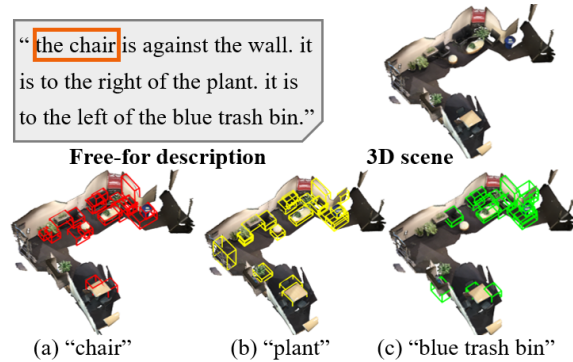 “ the chair is against the wall. it
is to the right of the plant. it is
to the left of the blue trash bin.”
Free-for description
3D scene
(a) “chair”
(b) “plant”
(c) “blue trash bin”